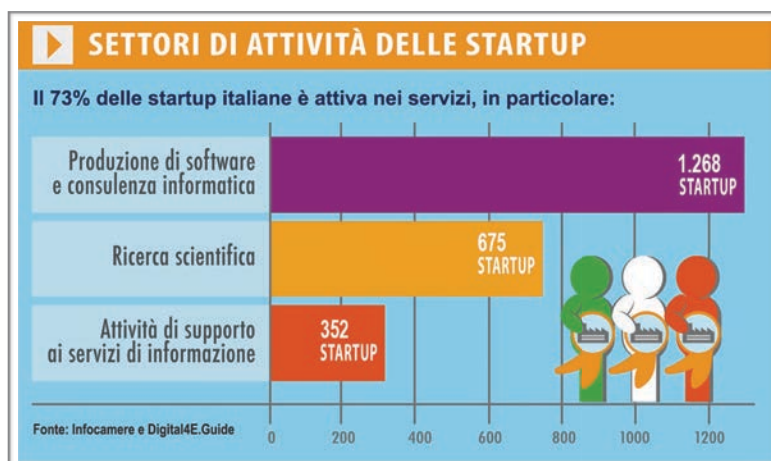 SETTORI DI ATTIVITÀ DELLE STARTUP
Il 73% delle startup italiane è attiva nei servizi, in particolare:
Produzione di software
e consulenza informatica
1.268
STARTUP
Ricerca scientifica
675
STARTUP
Attività di supporto
ai servizi di informazione
352
STARTUP
Fonte: Infocamere e Digital4E.Guide
0 200 400 600 800 1000 1200